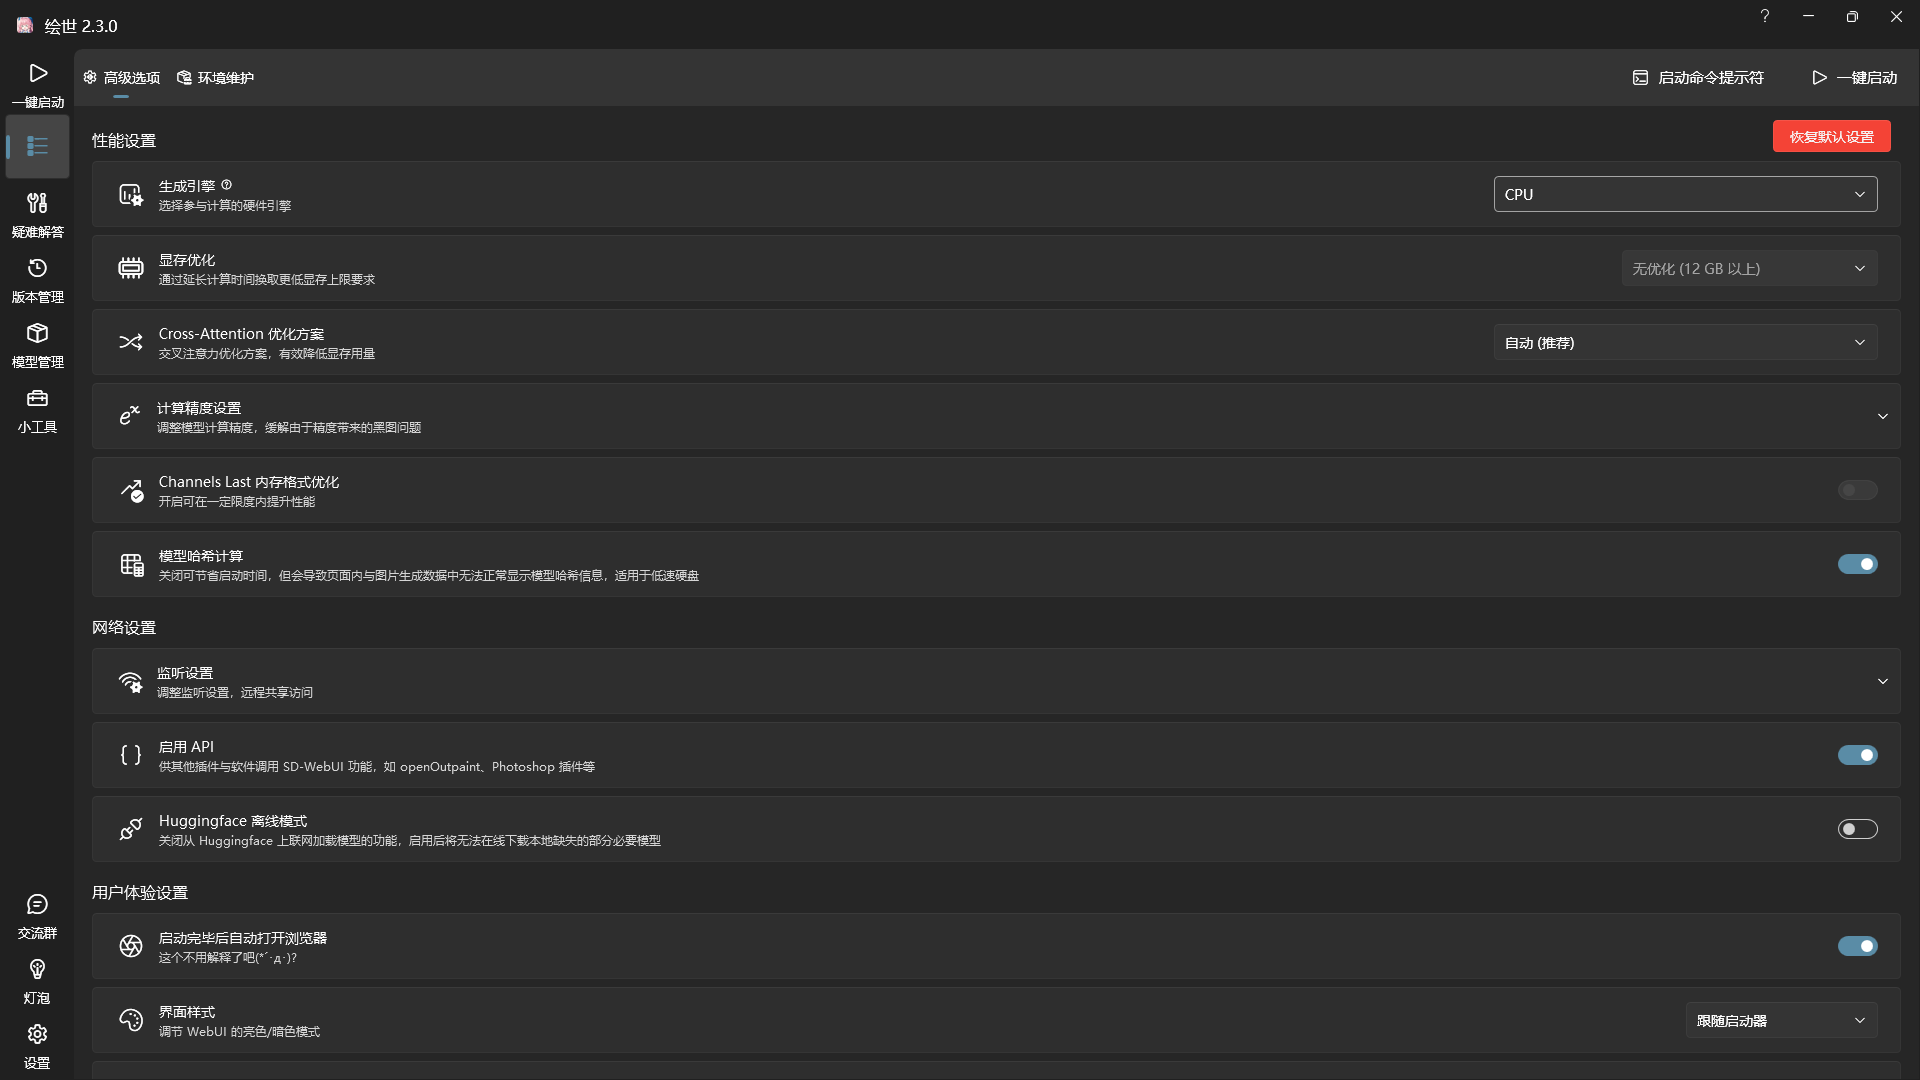 绘世 2.3.0
一键启动
疑难解答
版本管理
模型管理
小工具
交流群
灯泡
设置
高级选项
环境维护
启动命令提示符
一键启动
性能设置
恢复默认设置
生成引擎
选择参与计算的硬件引擎
CPU
显存优化
通过延长计算时间换取更低显存上限要求
无优化 (12 GB 以上)
Cross-Attention 优化方案
交叉注意力优化方案，有效降低显存用量
自动 (推荐)
计算精度设置
调整模型计算精度，缓解由于精度带来的黑图问题
Channels Last 内存格式优化
开启可在一定限度内提升性能
模型哈希计算
关闭可节省启动时间，但会导致页面内与图片生成数据中无法正常显示模型哈希信息，适用于低速硬盘
网络设置
监听设置
调整监听设置，远程共享访问
启用 API
供其他插件与软件调用 SD-WebUI 功能，如 openOutpaint、Photoshop 插件等
Huggingface 离线模式
关闭从 Huggingface 上联网加载模型的功能，启用后将无法在线下载本地缺失的部分必要模型
用户体验设置
启动完毕后自动打开浏览器
这个不用解释了吧(*´·д·)?
界面样式
调节 WebUI 的亮色/暗色模式
跟随启动器